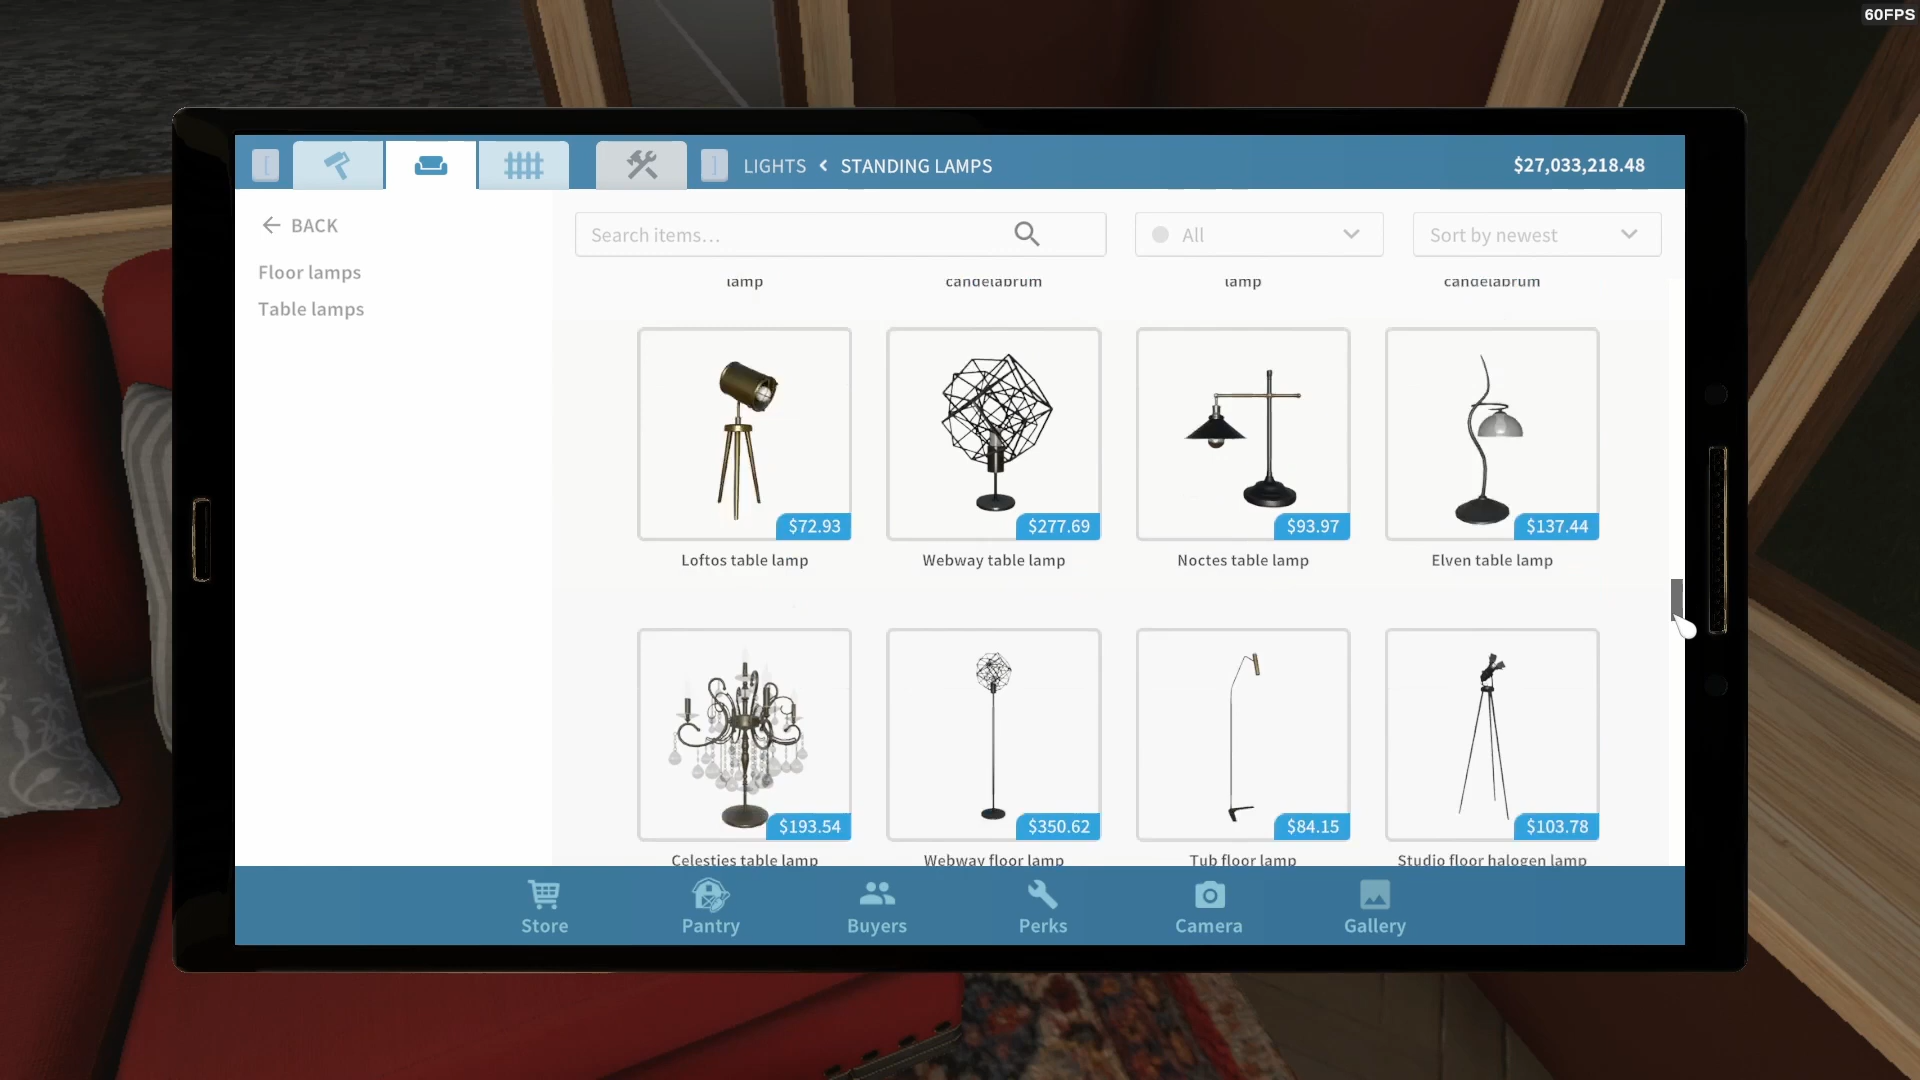 60FPS
[
]
LIGHTS < STANDING LAMPS
$27,033,218.48
BACK
Floor lamps
Table lamps
Search items...
All
Sort by newest
lamp
candelabrum
lamp
candelabrum
$72.93
$277.69
$93.97
$137.44
Loftos table lamp
Webway table lamp
Noctes table lamp
Elven table lamp
$193.54
$350.62
$84.15
$103.78
Celesties table lamp
Webway floor lamp
Tub floor lamp
Studio floor halogen lamp
Store
Pantry
Buyers
Perks
Camera
Gallery